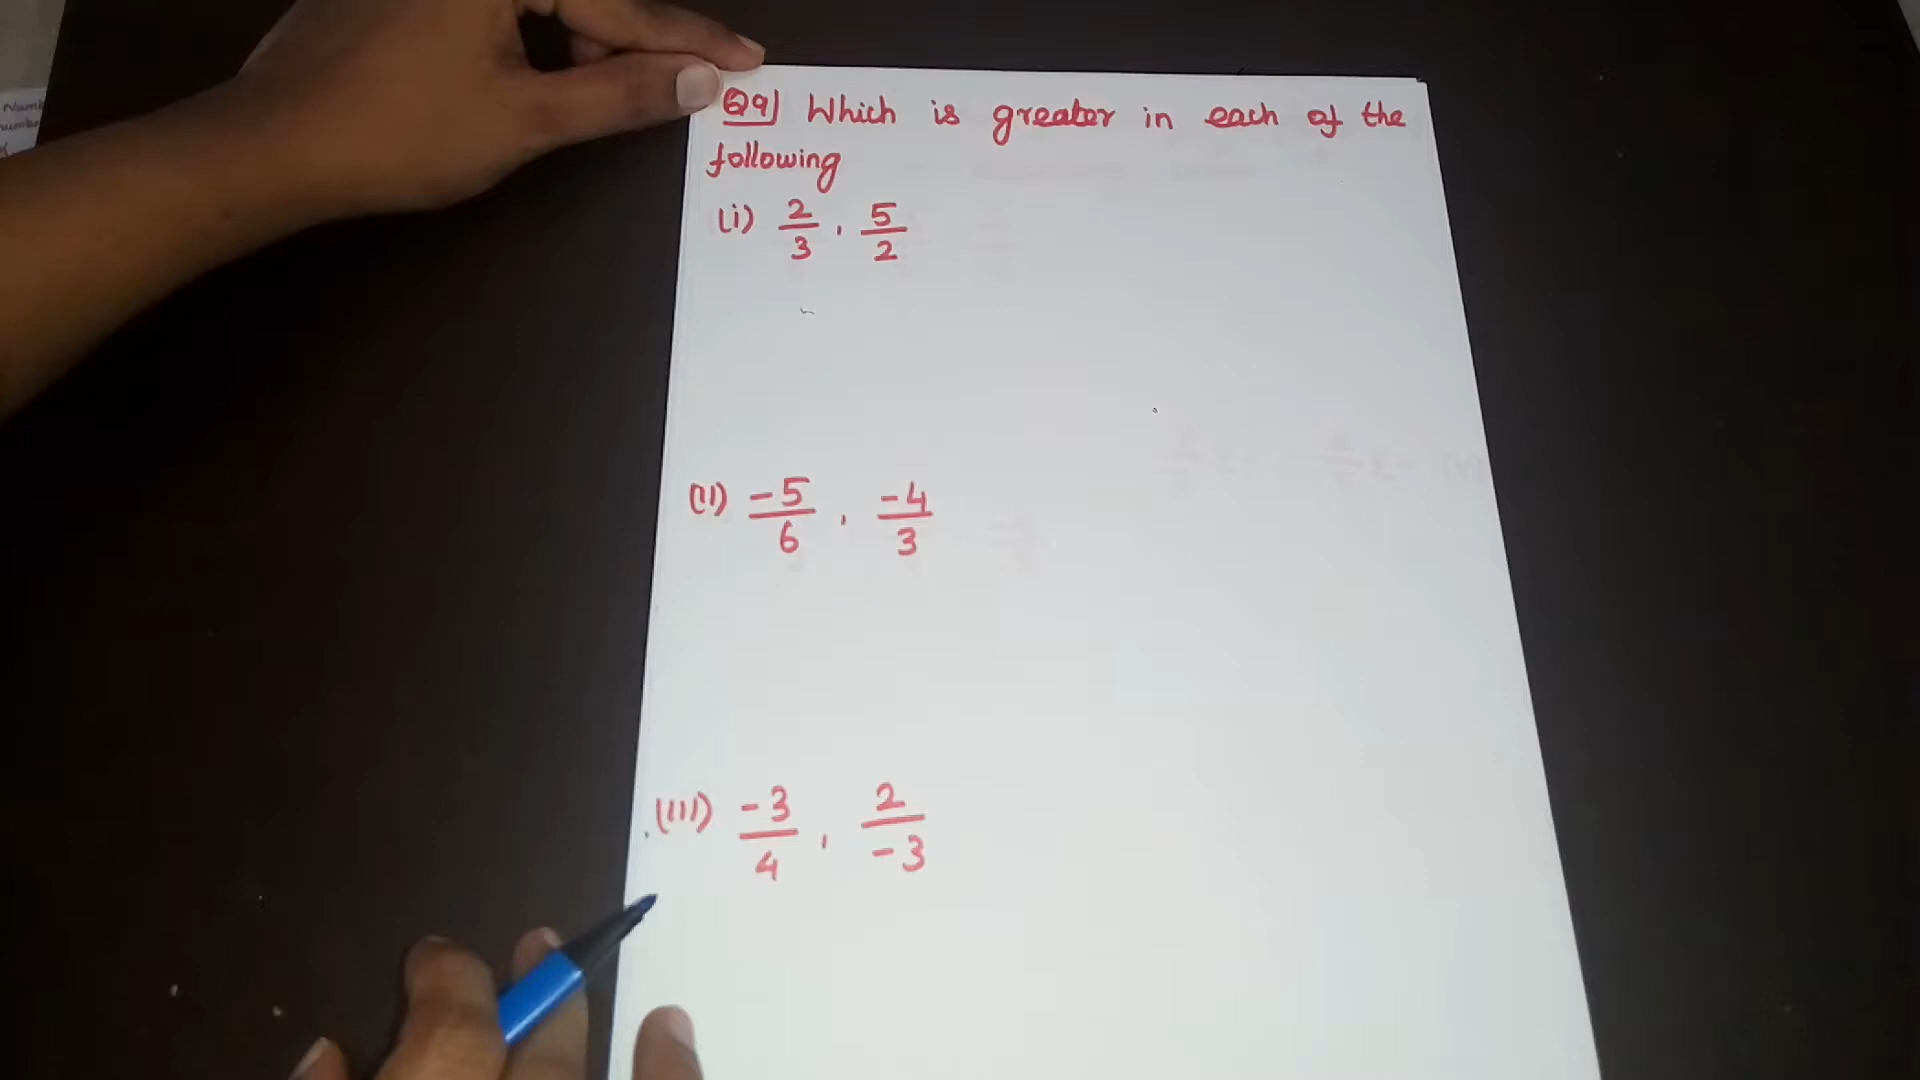 Q9) Which is greater in each of the
following
(i) 2/3 , 5/2
(ii) -5/6 , -4/3
(iii) -3/4 , 2/-3